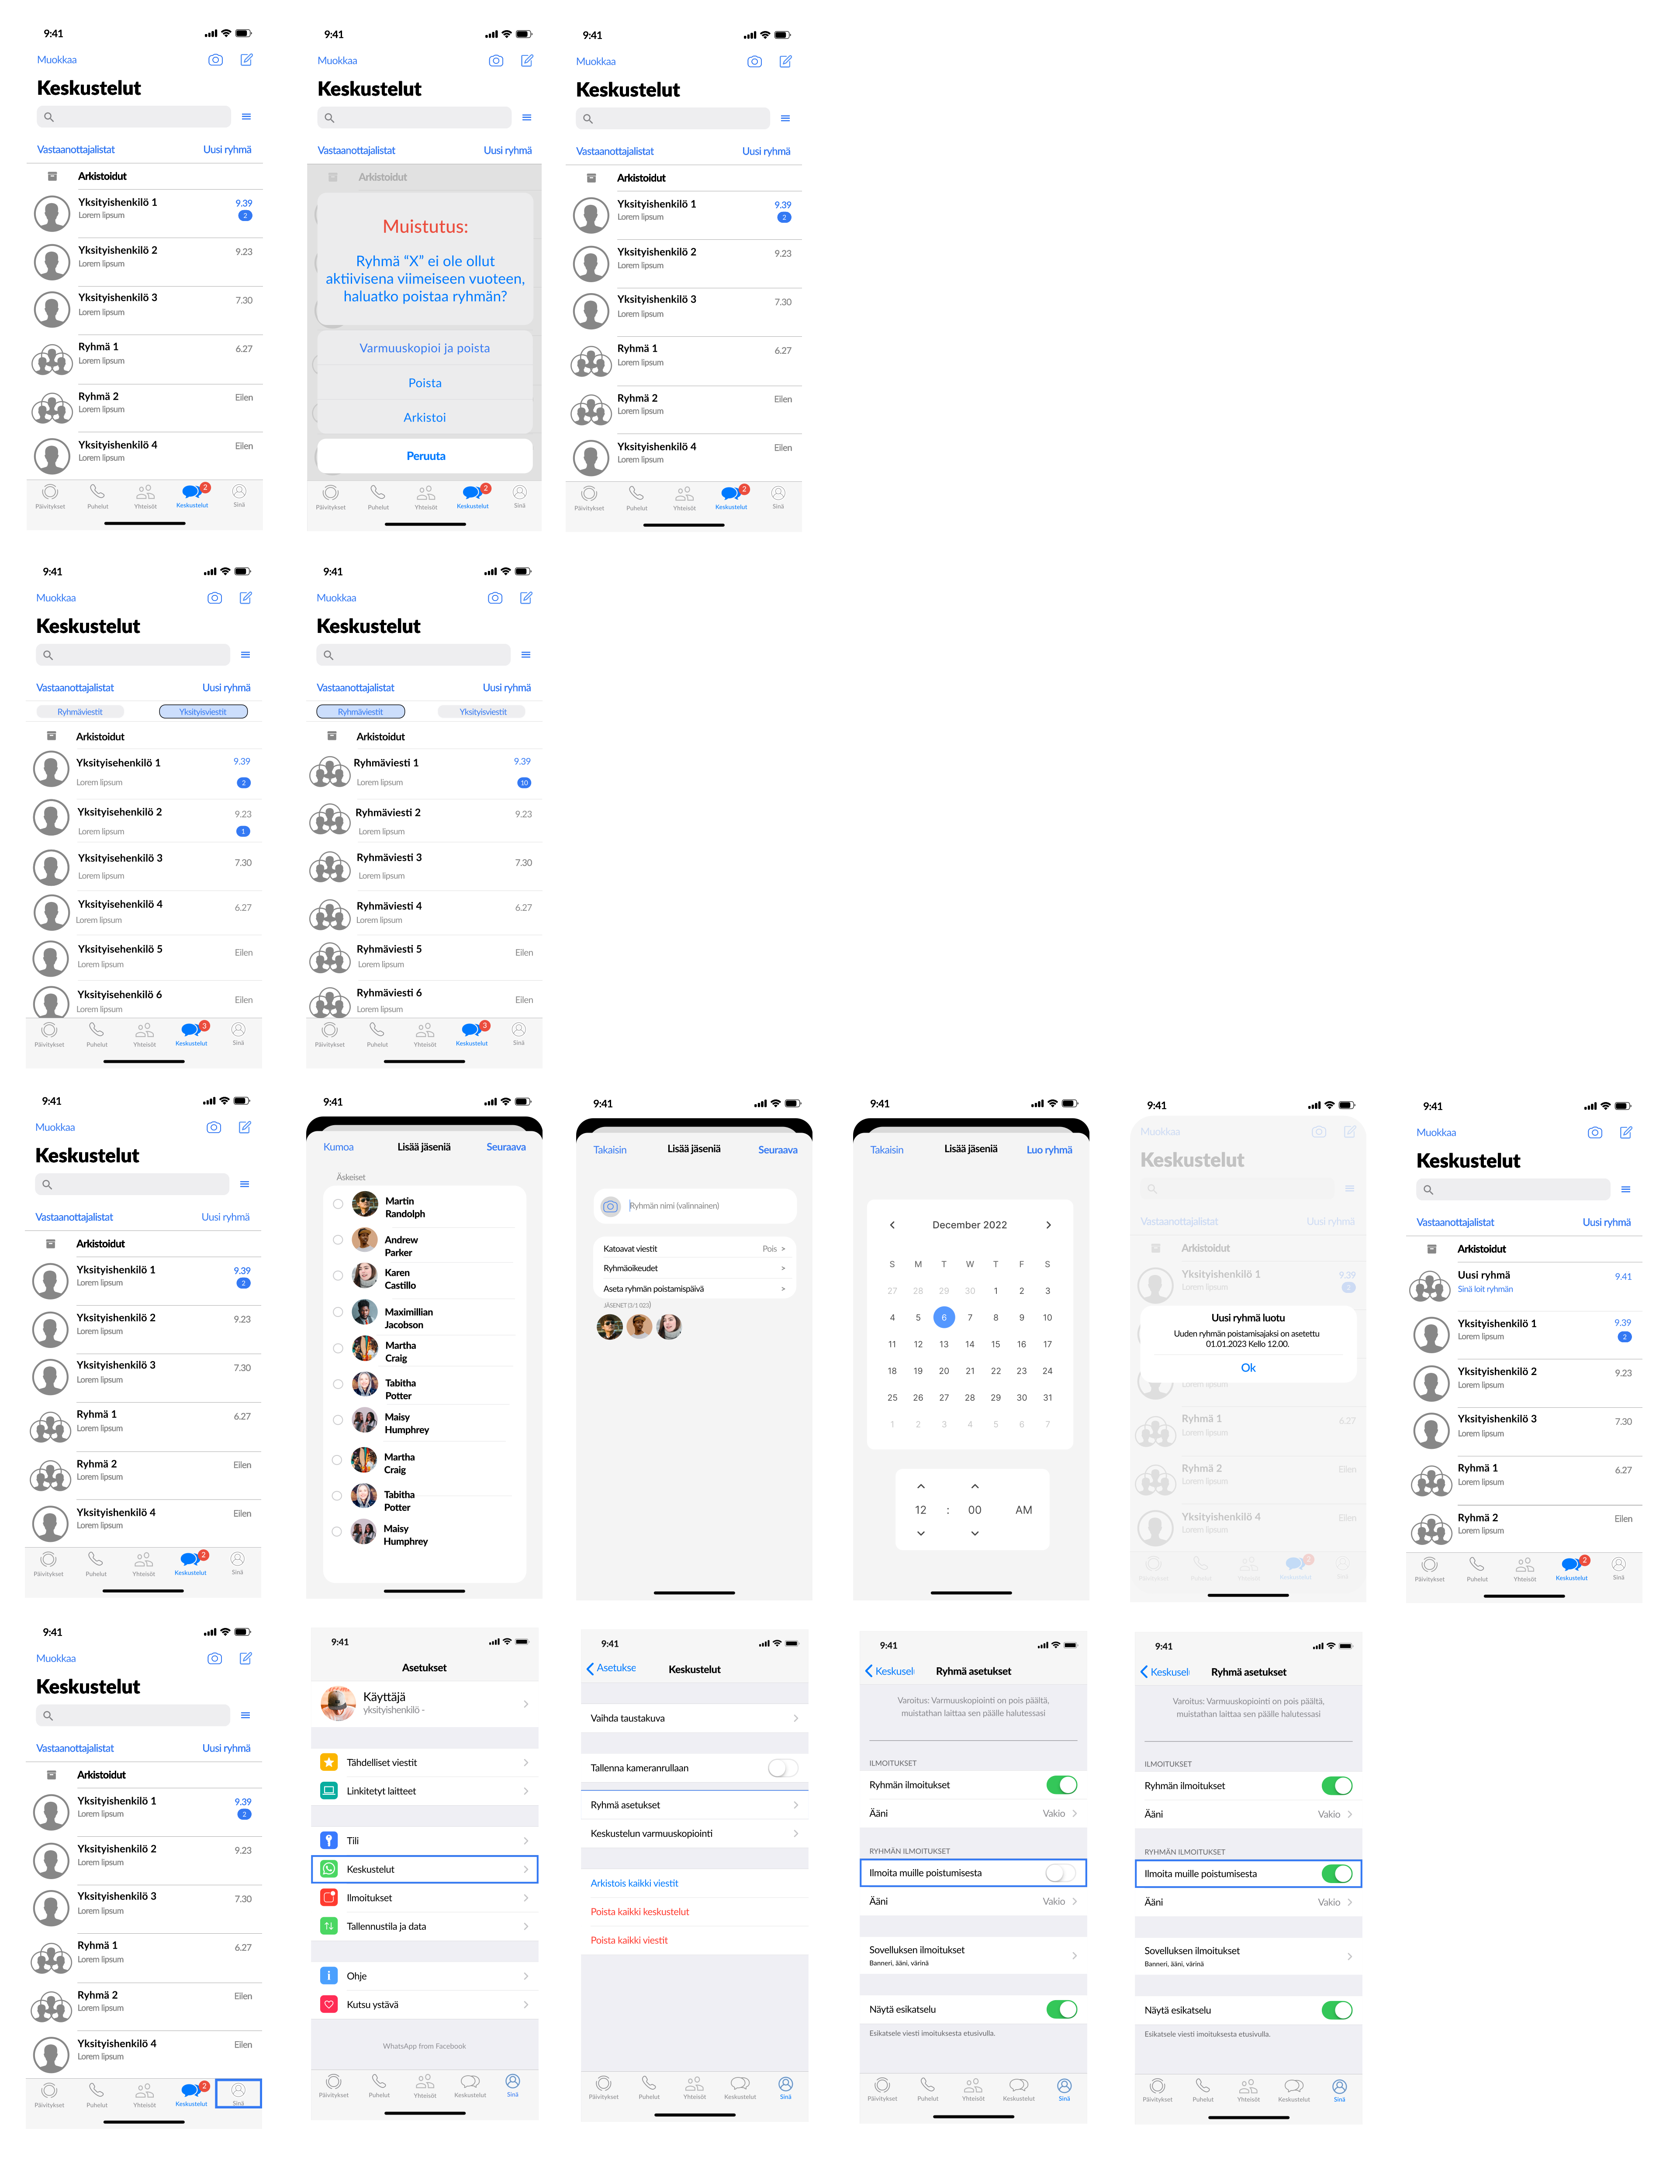 9:41
Muokkaa
Keskustelut
Vastaanottajalistat Uusi ryhmä
Arkistoidut
Yksityishenkilö 1 9.39
Lorem lipsum 2
Yksityishenkilö 2 9.23
Lorem lipsum
Yksityishenkilö 3 7.30
Lorem lipsum
Ryhmä 1 6.27
Lorem lipsum
Ryhmä 2 Eilen
Lorem lipsum
Yksityishenkilö 4 Eilen
Lorem lipsum
2
Päivitykset Puhelut Yhteisöt Keskustelut Sinä
9:41
Muokkaa
Keskustelut
Vastaanottajalistat Uusi ryhmä
Arkistoidut
Muistutus:
Ryhmä “X” ei ole ollut
aktiivisena viimeiseen vuoteen,
haluatko poistaa ryhmän?
Varmuuskopioi ja poista
Poista
Arkistoi
Peruuta
2
Päivitykset Puhelut Yhteisöt Keskustelut Sinä
9:41
Muokkaa
Keskustelut
Vastaanottajalistat Uusi ryhmä
Arkistoidut
Yksityishenkilö 1 9.39
Lorem lipsum 2
Yksityishenkilö 2 9.23
Lorem lipsum
Yksityishenkilö 3 7.30
Lorem lipsum
Ryhmä 1 6.27
Lorem lipsum
Ryhmä 2 Eilen
Lorem lipsum
Yksityishenkilö 4 Eilen
Lorem lipsum
2
Päivitykset Puhelut Yhteisöt Keskustelut Sinä
9:41
Muokkaa
Keskustelut
Vastaanottajalistat Uusi ryhmä
Ryhmäviestit Yksityisviestit
Arkistoidut
Yksityisehenkilö 1 9.39
Lorem lipsum 2
Yksityisehenkilö 2 9.23
Lorem lipsum 1
Yksityisehenkilö 3 7.30
Lorem lipsum
Yksityisehenkilö 4 6.27
Lorem lipsum
Yksityisehenkilö 5 Eilen
Lorem lipsum
Yksityisehenkilö 6 Eilen
Lorem lipsum
3
Päivitykset Puhelut Yhteisöt Keskustelut Sinä
9:41
Muokkaa
Keskustelut
Vastaanottajalistat Uusi ryhmä
Ryhmäviestit Yksityisviestit
Arkistoidut
Ryhmäviesti 1 9.39
Lorem lipsum 10
Ryhmäviesti 2 9.23
Lorem lipsum
Ryhmäviesti 3 7.30
Lorem lipsum
Ryhmäviesti 4 6.27
Lorem lipsum
Ryhmäviesti 5 Eilen
Lorem lipsum
Ryhmäviesti 6 Eilen
Lorem lipsum
3
Päivitykset Puhelut Yhteisöt Keskustelut Sinä
9:41
Muokkaa
Keskustelut
Vastaanottajalistat Uusi ryhmä
Arkistoidut
Yksityishenkilö 1 9.39
Lorem lipsum 2
Yksityishenkilö 2 9.23
Lorem lipsum
Yksityishenkilö 3 7.30
Lorem lipsum
Ryhmä 1 6.27
Lorem lipsum
Ryhmä 2 Eilen
Lorem lipsum
Yksityishenkilö 4 Eilen
Lorem lipsum
2
Päivitykset Puhelut Yhteisöt Keskustelut Sinä
9:41
Kumoa Lisää jäseniä Seuraava
Äskeiset
Martin
Randolph
Andrew
Parker
Karen
Castillo
Maximillian
Jacobson
Martha
Craig
Tabitha
Potter
Maisy
Humphrey
Martha
Craig
Tabitha
Potter
Maisy
Humphrey
9:41
Takaisin Lisää jäseniä Seuraava
Ryhmän nimi (valinnainen)
Katoavat viestit Pois >
Ryhmäoikeudet >
Aseta ryhmän poistamispäivä >
JÄSENET(3/1 023)
9:41
Takaisin Lisää jäseniä Luo ryhmä
December 2022
S M T W T F S
27 28 29 30 1 2 3
4 5 6 7 8 9 10
11 12 13 14 15 16 17
18 19 20 21 22 23 24
25 26 27 28 29 30 31
1 2 3 4 5 6 7
12 : 00 AM
9:41
Muokkaa
Keskustelut
Vastaanottajalistat Uusi ryhmä
Arkistoidut
Yksityishenkilö 1 9.39
Lorem lipsum 2
Uusi ryhmä luotu
Uuden ryhmän poistamisajaksi on asetettu
01.01.2023 Kello 12.00.
Ok
Lorem lipsum
Ryhmä 1 6.27
Lorem lipsum
Ryhmä 2 Eilen
Lorem lipsum
Yksityishenkilö 4 Eilen
Lorem lipsum
2
Päivitykset Puhelut Yhteisöt Keskustelut Sinä
9:41
Muokkaa
Keskustelut
Vastaanottajalistat Uusi ryhmä
Arkistoidut
Uusi ryhmä 9.41
Sinä loit ryhmän
Yksityishenkilö 1 9.39
Lorem lipsum 2
Yksityishenkilö 2 9.23
Lorem lipsum
Yksityishenkilö 3 7.30
Lorem lipsum
Ryhmä 1 6.27
Lorem lipsum
Ryhmä 2 Eilen
Lorem lipsum
2
Päivitykset Puhelut Yhteisöt Keskustelut Sinä
9:41
Muokkaa
Keskustelut
Vastaanottajalistat Uusi ryhmä
Arkistoidut
Yksityishenkilö 1 9.39
Lorem lipsum 2
Yksityishenkilö 2 9.23
Lorem lipsum
Yksityishenkilö 3 7.30
Lorem lipsum
Ryhmä 1 6.27
Lorem lipsum
Ryhmä 2 Eilen
Lorem lipsum
Yksityishenkilö 4 Eilen
Lorem lipsum
2
Päivitykset Puhelut Yhteisöt Keskustelut Sinä
9:41
Asetukset
Käyttäjä
yksityishenkilö -
Tähdelliset viestit
Linkitetyt laitteet
Tili
Keskustelut
Ilmoitukset
Tallennustila ja data
Ohje
Kutsu ystävä
WhatsApp from Facebook
Päivitykset Puhelut Yhteisöt Keskustelut Sinä
9:41
Asetukse Keskustelut
Vaihda taustakuva
Tallenna kameranrullaan
Ryhmä asetukset
Keskustelun varmuuskopiointi
Arkistois kaikki viestit
Poista kaikki keskustelut
Poista kaikki viestit
Päivitykset Puhelut Yhteisöt Keskustelut Sinä
9:41
Keskusel Ryhmä asetukset
Varoitus: Varmuuskopiointi on pois päältä,
muistathan laittaa sen päälle halutessasi
ILMOITUKSET
Ryhmän ilmoitukset
Ääni Vakio
RYHMÄN ILMOITUKSET
Ilmoita muille poistumisesta
Ääni Vakio
Sovelluksen ilmoitukset
Banneri, ääni, värinä
Näytä esikatselu
Esikatsele viesti imoituksesta etusivulla.
Päivitykset Puhelut Yhteisöt Keskustelut Sinä
9:41
Keskusel Ryhmä asetukset
Varoitus: Varmuuskopiointi on pois päältä,
muistathan laittaa sen päälle halutessasi
ILMOITUKSET
Ryhmän ilmoitukset
Ääni Vakio
RYHMÄN ILMOITUKSET
Ilmoita muille poistumisesta
Ääni Vakio
Sovelluksen ilmoitukset
Banneri, ääni, värinä
Näytä esikatselu
Esikatsele viesti imoituksesta etusivulla.
Päivitykset Puhelut Yhteisöt Keskustelut Sinä